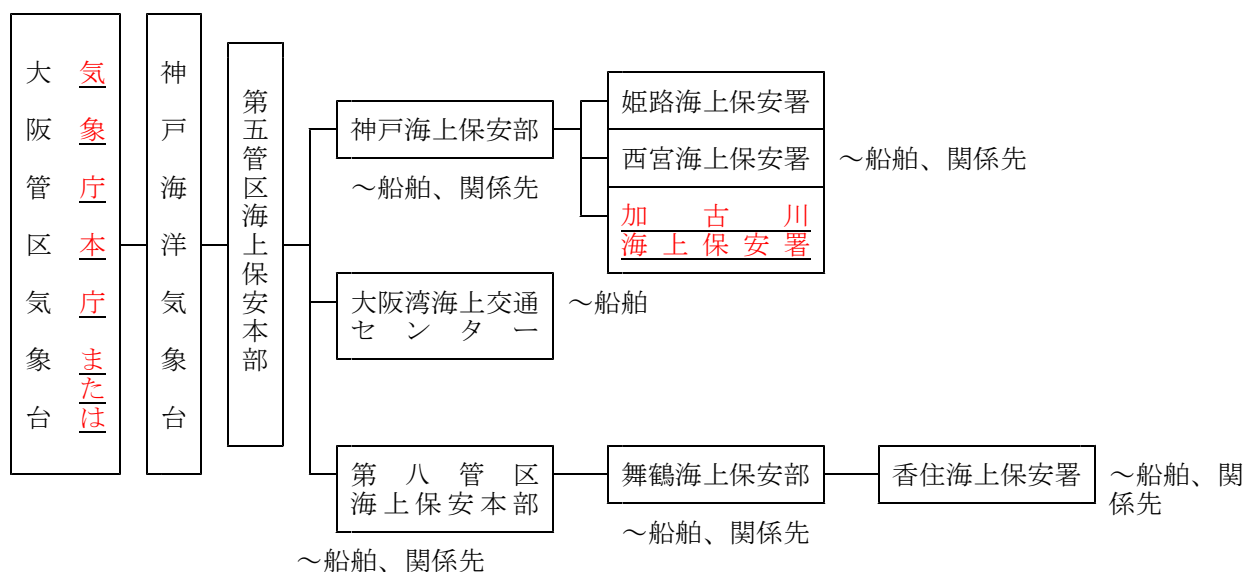 気象庁本庁または
大阪管区気象台
神戸海洋気象台
第五管区海上保安本部
神戸海上保安部
～船舶、関係先
姫路海上保安署
西宮海上保安署
加古川
海上保安署
～船舶、関係先
大阪湾海上交通
センター
～船舶
第八管区
海上保安本部
～船舶、関係先
舞鶴海上保安部
～船舶、関係先
香住海上保安署
～船舶、関
係先